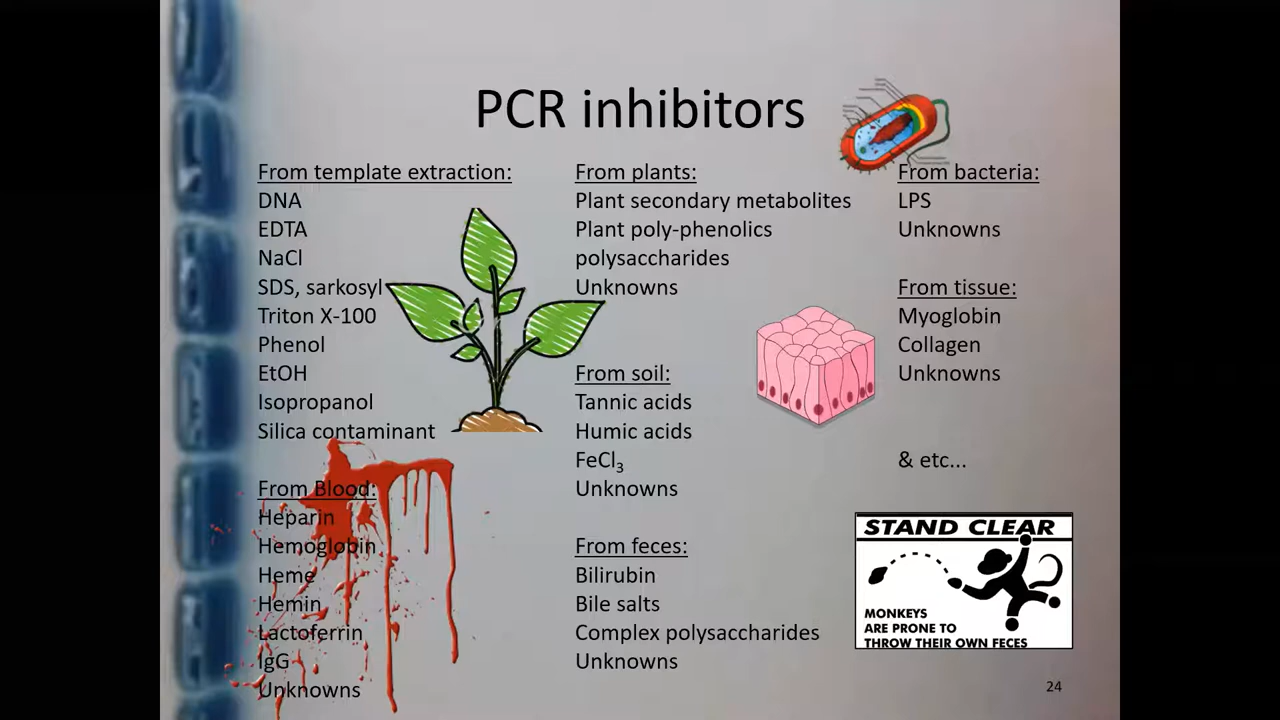 PCR inhibitors
From template extraction:
DNA
EDTA
NaCl
SDS, sarkosyl
Triton X-100
Phenol
EtOH
Isopropanol
Silica contaminant
From Blood:
Heparin
Hemoglobin
Heme
Hemin
Lactoferrin
IgG
Unknowns
From plants:
Plant secondary metabolites
Plant poly-phenolics
polysaccharides
Unknowns
From soil:
Tannic acids
Humic acids
FeCl₃
Unknowns
From feces:
Bilirubin
Bile salts
Complex polysaccharides
Unknowns
From bacteria:
LPS
Unknowns
From tissue:
Myoglobin
Collagen
Unknowns
& etc...
STAND CLEAR
MONKEYS
ARE PRONE TO
THROW THEIR OWN FECES
24